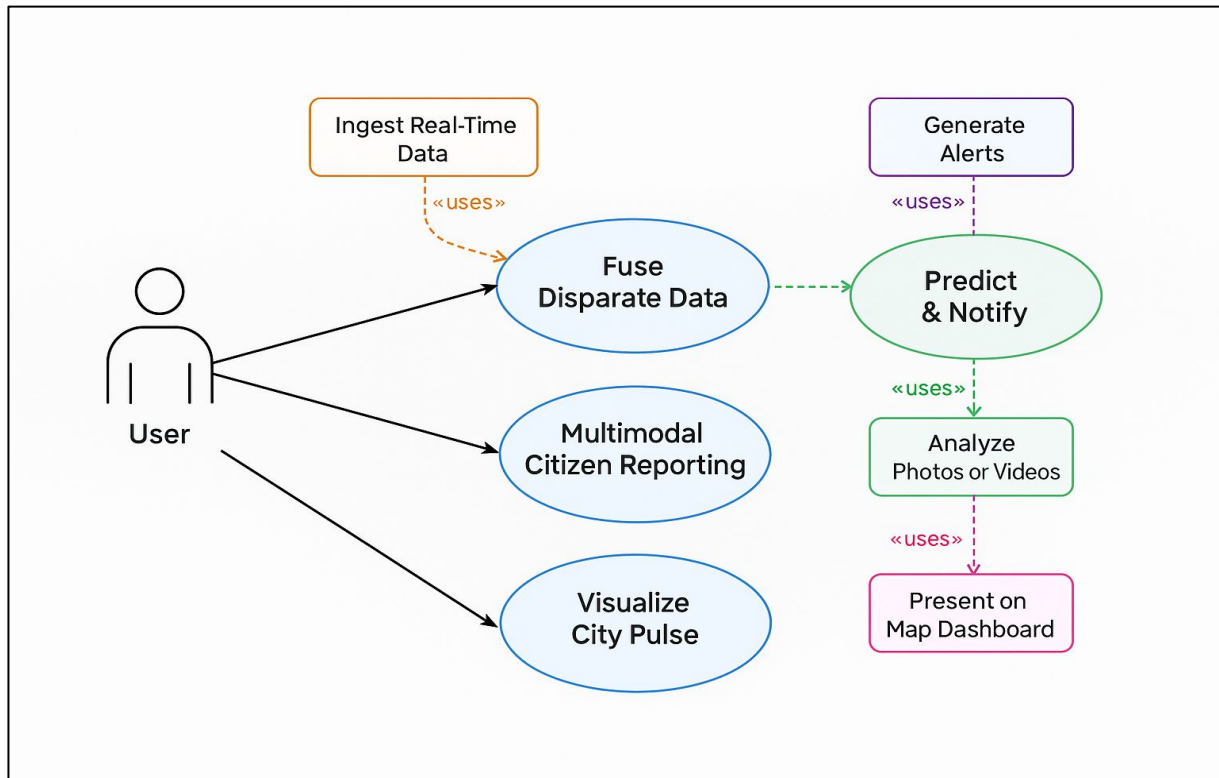 Ingest Real-Time
Data
«uses»
Generate
Alerts
«uses»
Fuse
Disparate Data
Predict
& Notify
User
«uses»
Multimodal
Citizen Reporting
Analyze
Photos or Videos
«uses»
Visualize
City Pulse
Present on
Map Dashboard